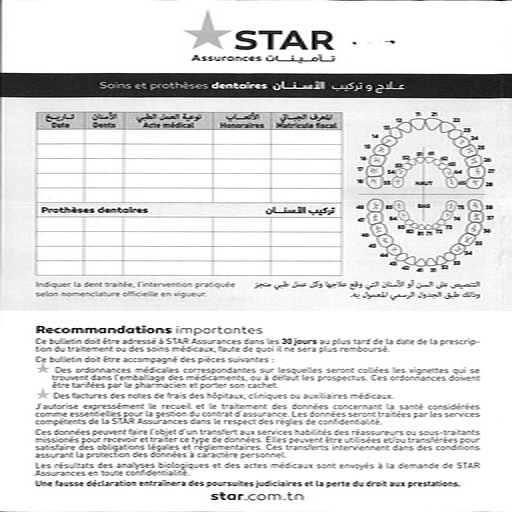 STAR
Assurances تأمينات
Soins et prothèses dentaires علاج و تركيب الأسنان
تاريخ الأسنان نوعية العمل الطبي الأتعاب المعرف الجبائي
Date Dents Acte médical Honoraires Matricule fiscal
Prothèses dentaires تركيب الأسنان
HAUT
BAS
Indiquer la dent traitée, l'intervention pratiquée
selon nomenclature officielle en vigueur.
التنصيص على السن أو الأسنان التي وقع علاجها وكل عمل طبي منجز
وذلك طبق الجدول الرسمي المعمول به.
Recommandations importantes
Ce bulletin doit être adressé à STAR Assurances dans les 30 jours au plus tard de la date de la prescrip-
tion du traitement ou des soins médicaux, faute de quoi il ne sera plus remboursé.
Ce bulletin doit être accompagné des pièces suivantes :
Des ordonnances médicales correspondantes sur lesquelles seront collées les vignettes qui se
trouvent dans l'emballage des médicaments, ou à défaut les prospectus. Ces ordonnances doivent
être tarifées par le pharmacien et porter son cachet.
Des factures des notes de frais des hôpitaux, cliniques ou auxiliaires médicaux.
J'autorise expressément le recueil et le traitement des données concernant la santé considérées
comme essentielles pour la gestion du contrat d'assurance. Les données seront traitées par les services
compétents de la STAR Assurances dans le respect des règles de confidentialité.
Ces données peuvent faire l'objet d'un transfert aux services habilités des réassureurs ou sous-traitants
missionés pour recevoir et traiter ce type de données. Elles peuvent être utilisées et/ou transférées pour
satisfaire des obligations légales et réglementaires. Ces transferts interviennent dans des conditions
assurant la protection des données à caractère personnel.
Les résultats des analyses biologiques et des actes médicaux sont envoyés à la demande de STAR
Assurances en toute confidentialité.
Une fausse déclaration entraînera des poursuites judiciaires et la perte du droit aux prestations.
star.com.tn